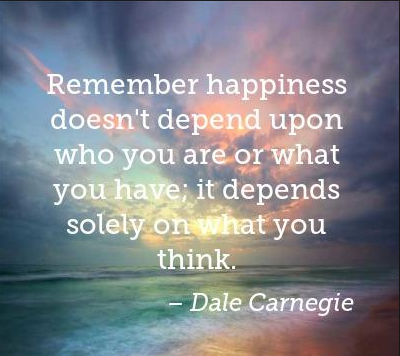 Remember happiness
doesn't depend upon
who you are or what
you have; it depends
solely on what you
think.
– Dale Carnegie